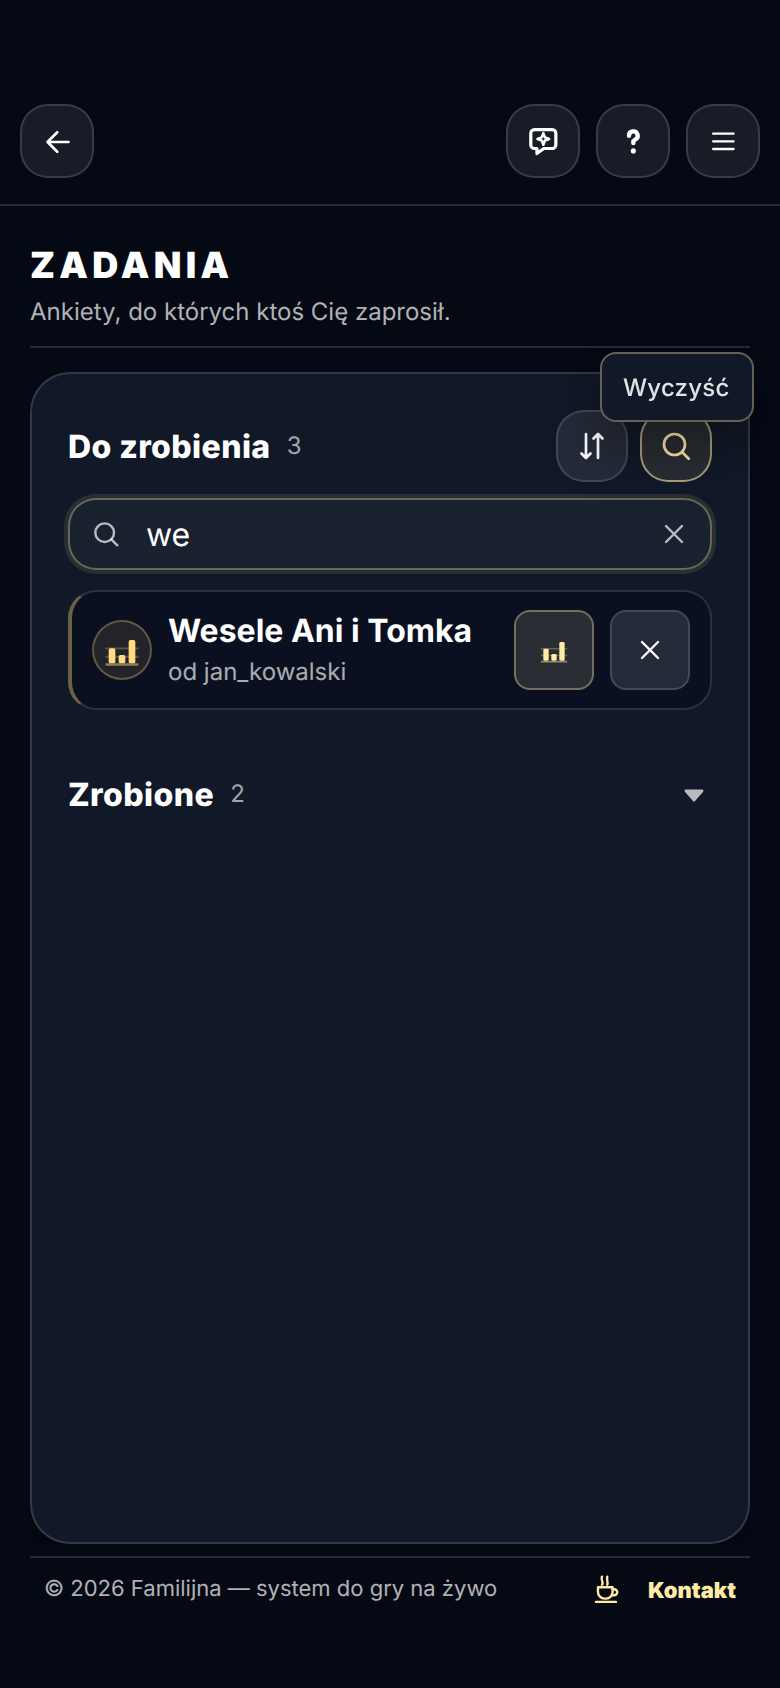 ZADANIA
Ankiety, do których ktoś Cię zaprosił.
Wyczyść
Do zrobienia 3
we
Wesele Ani i Tomka
od jan_kowalski
Zrobione 2
© 2026 Familijna — system do gry na żywo
Kontakt